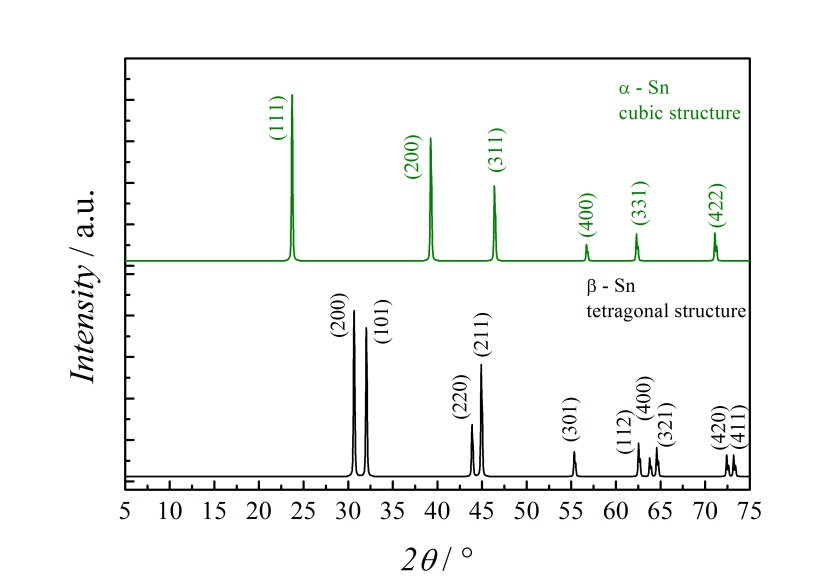 α - Sn
cubic structure
(111)
(200)
(311)
(400)
(331)
(422)
β - Sn
tetragonal structure
(200)
(101)
(220)
(211)
(301)
(112)
(400)
(321)
(420)
(411)
Intensity / a.u.
5 10 15 20 25 30 35 40 45 50 55 60 65 70 75
2θ / °